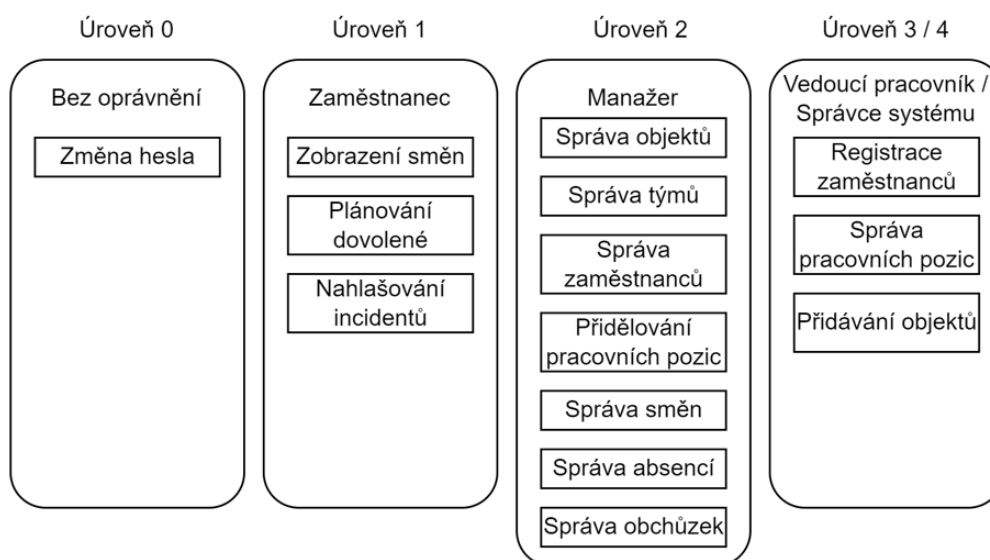 Úroveň 0
Bez oprávnění
Změna hesla
Úroveň 1
Zaměstnanec
Zobrazení směn
Plánování
dovolené
Nahlašování
incidentů
Úroveň 2
Manažer
Správa objektů
Správa týmů
Správa
zaměstnanců
Přidělování
pracovních pozic
Správa směn
Správa absencí
Správa obchůzek
Úroveň 3 / 4
Vedoucí pracovník /
Správce systému
Registrace
zaměstnanců
Správa
pracovních pozic
Přidávání objektů